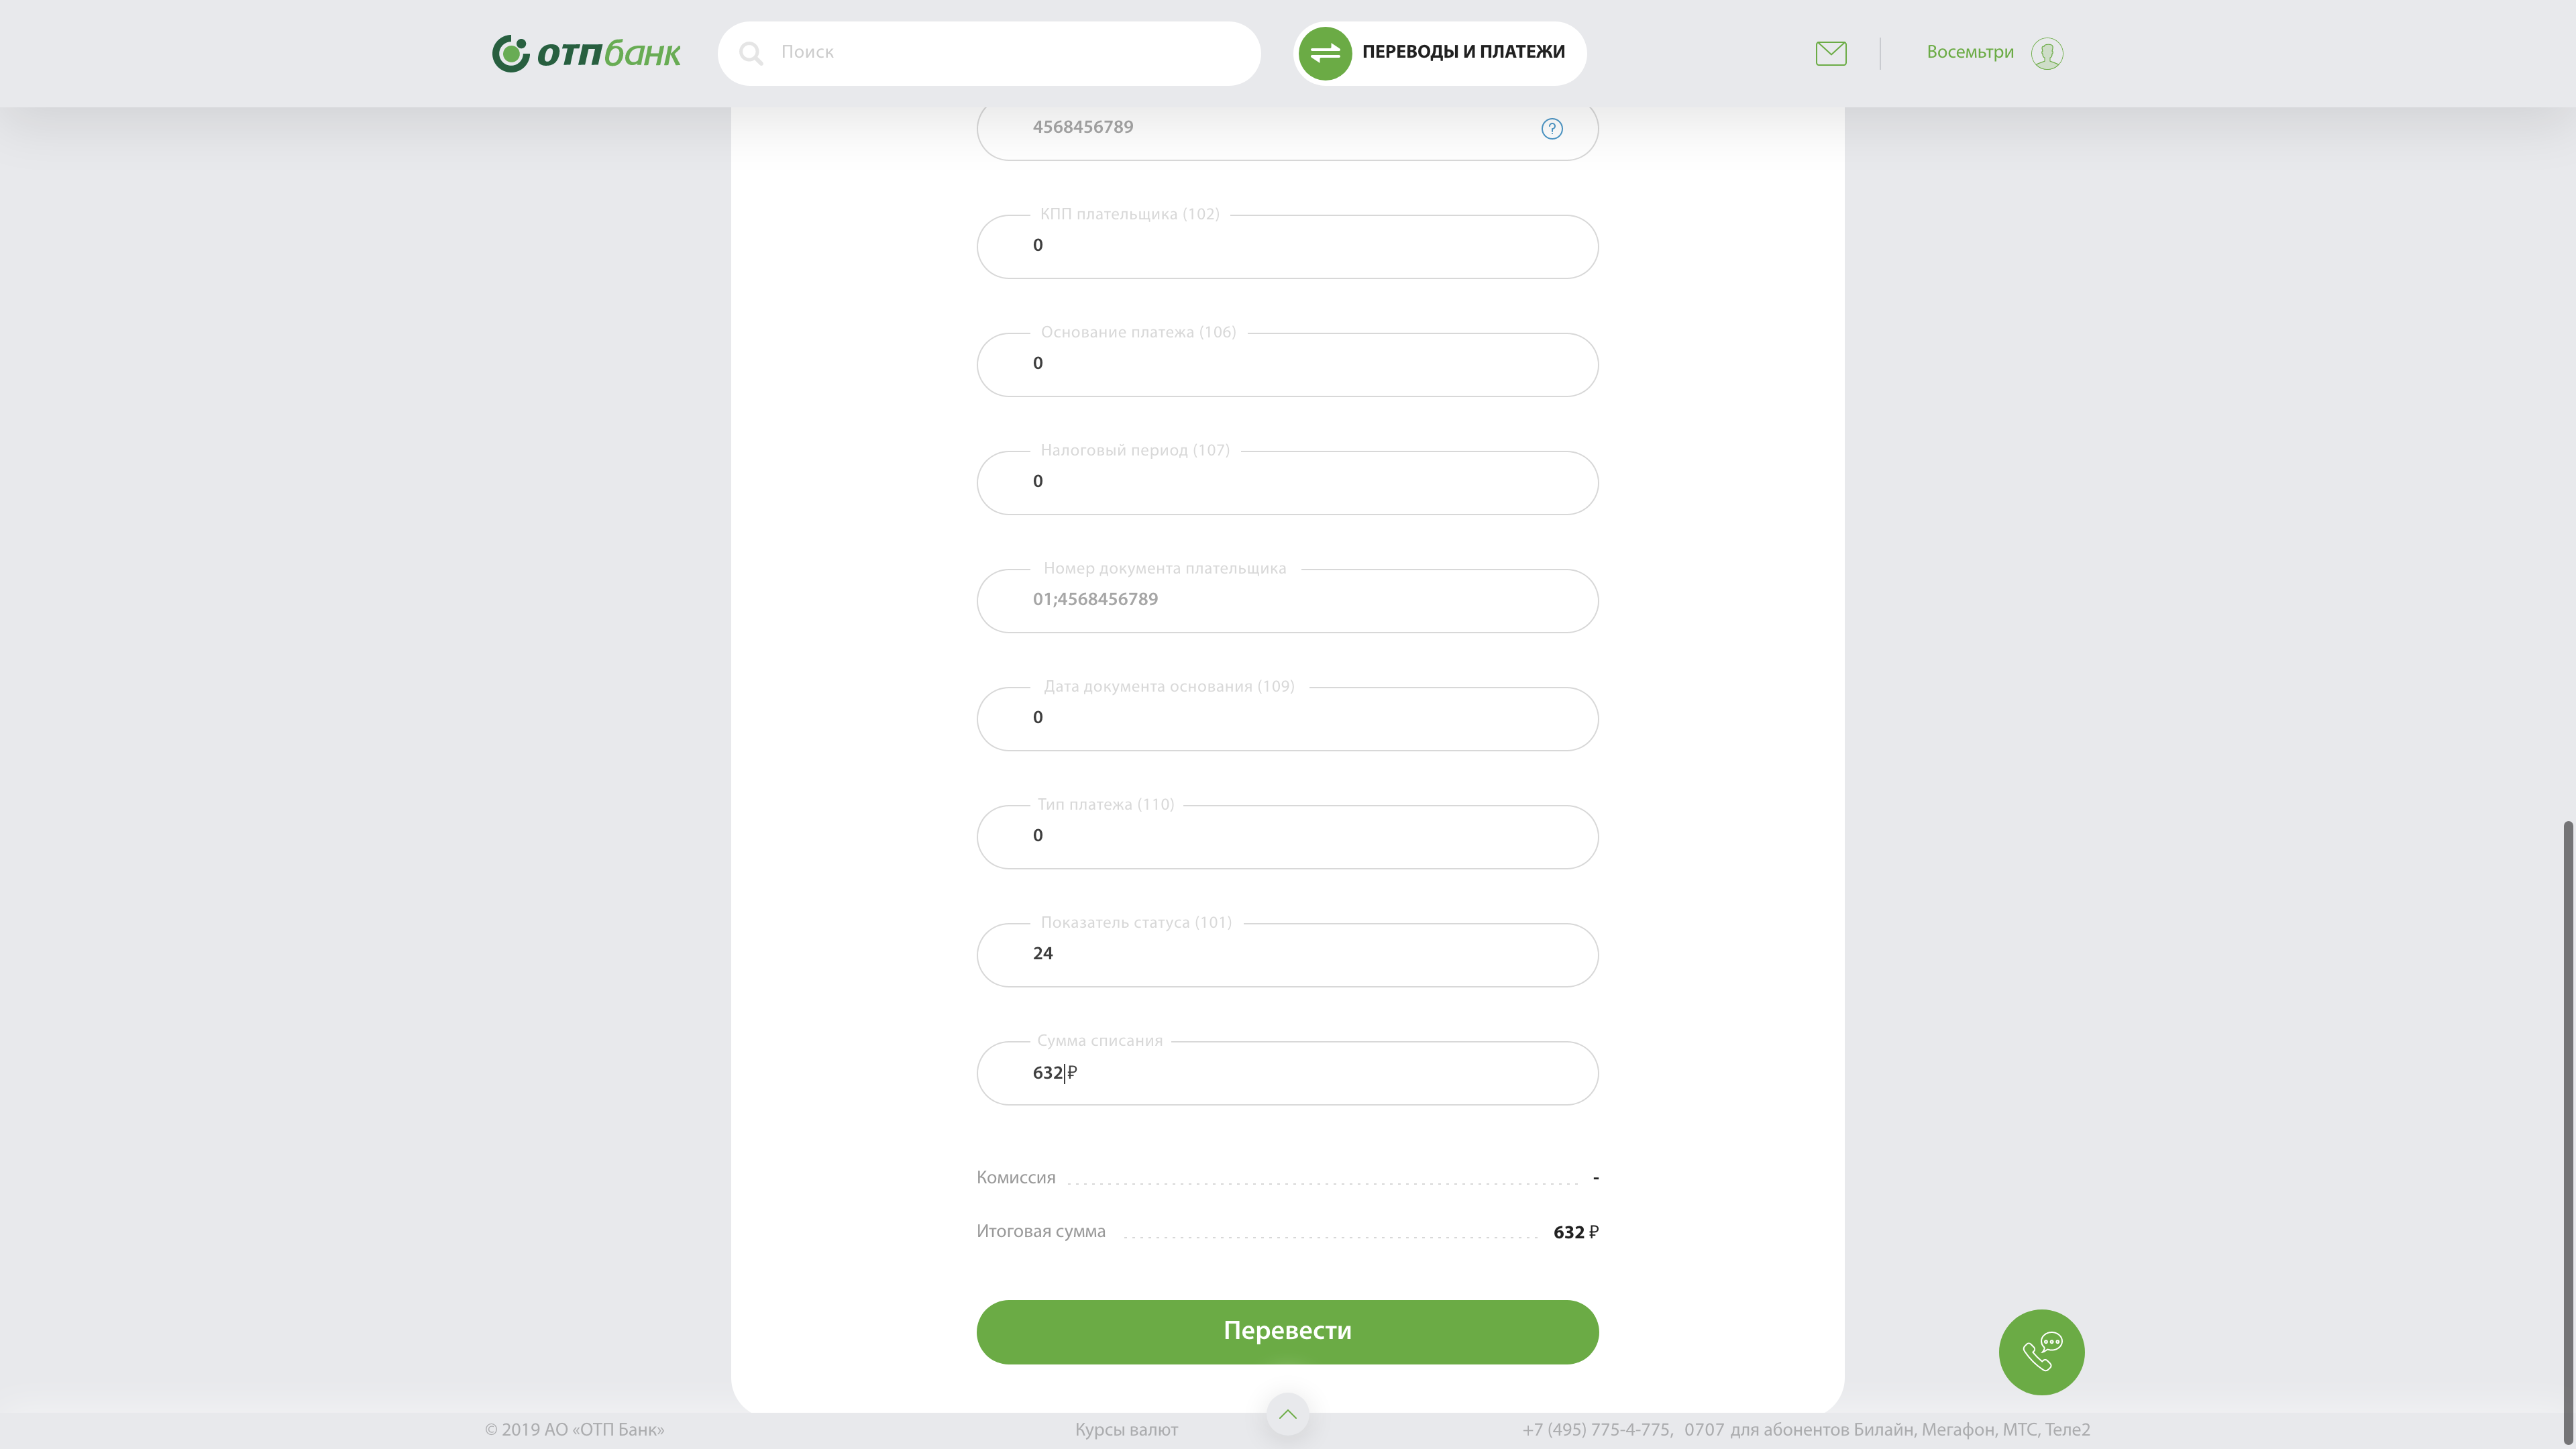 отпбанк
Поиск
ПЕРЕВОДЫ И ПЛАТЕЖИ
Восемьтри
4568456789
?
КПП плательщика (102)
0
Основание платежа (106)
0
Налоговый период (107)
0
Номер документа плательщика
01;4568456789
Дата документа основания (109)
0
Тип платежа (110)
0
Показатель статуса (101)
24
Сумма списания
632 ₽
Комиссия -
Итоговая сумма 632 ₽
Перевести
© 2019 АО «ОТП Банк» Курсы валют +7 (495) 775-4-775, 0707 для абонентов Билайн, Мегафон, МТС, Теле2